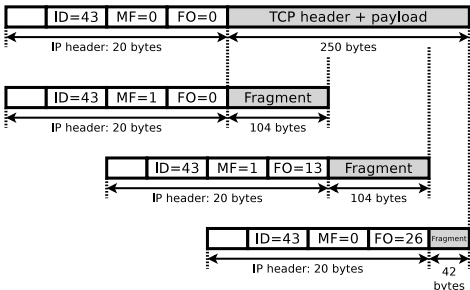 ID=43 MF=0 FO=0 TCP header + payload
IP header: 20 bytes 250 bytes
ID=43 MF=1 FO=0 Fragment
IP header: 20 bytes 104 bytes
ID=43 MF=1 FO=13 Fragment
IP header: 20 bytes 104 bytes
ID=43 MF=0 FO=26 Fragment
IP header: 20 bytes 42
bytes